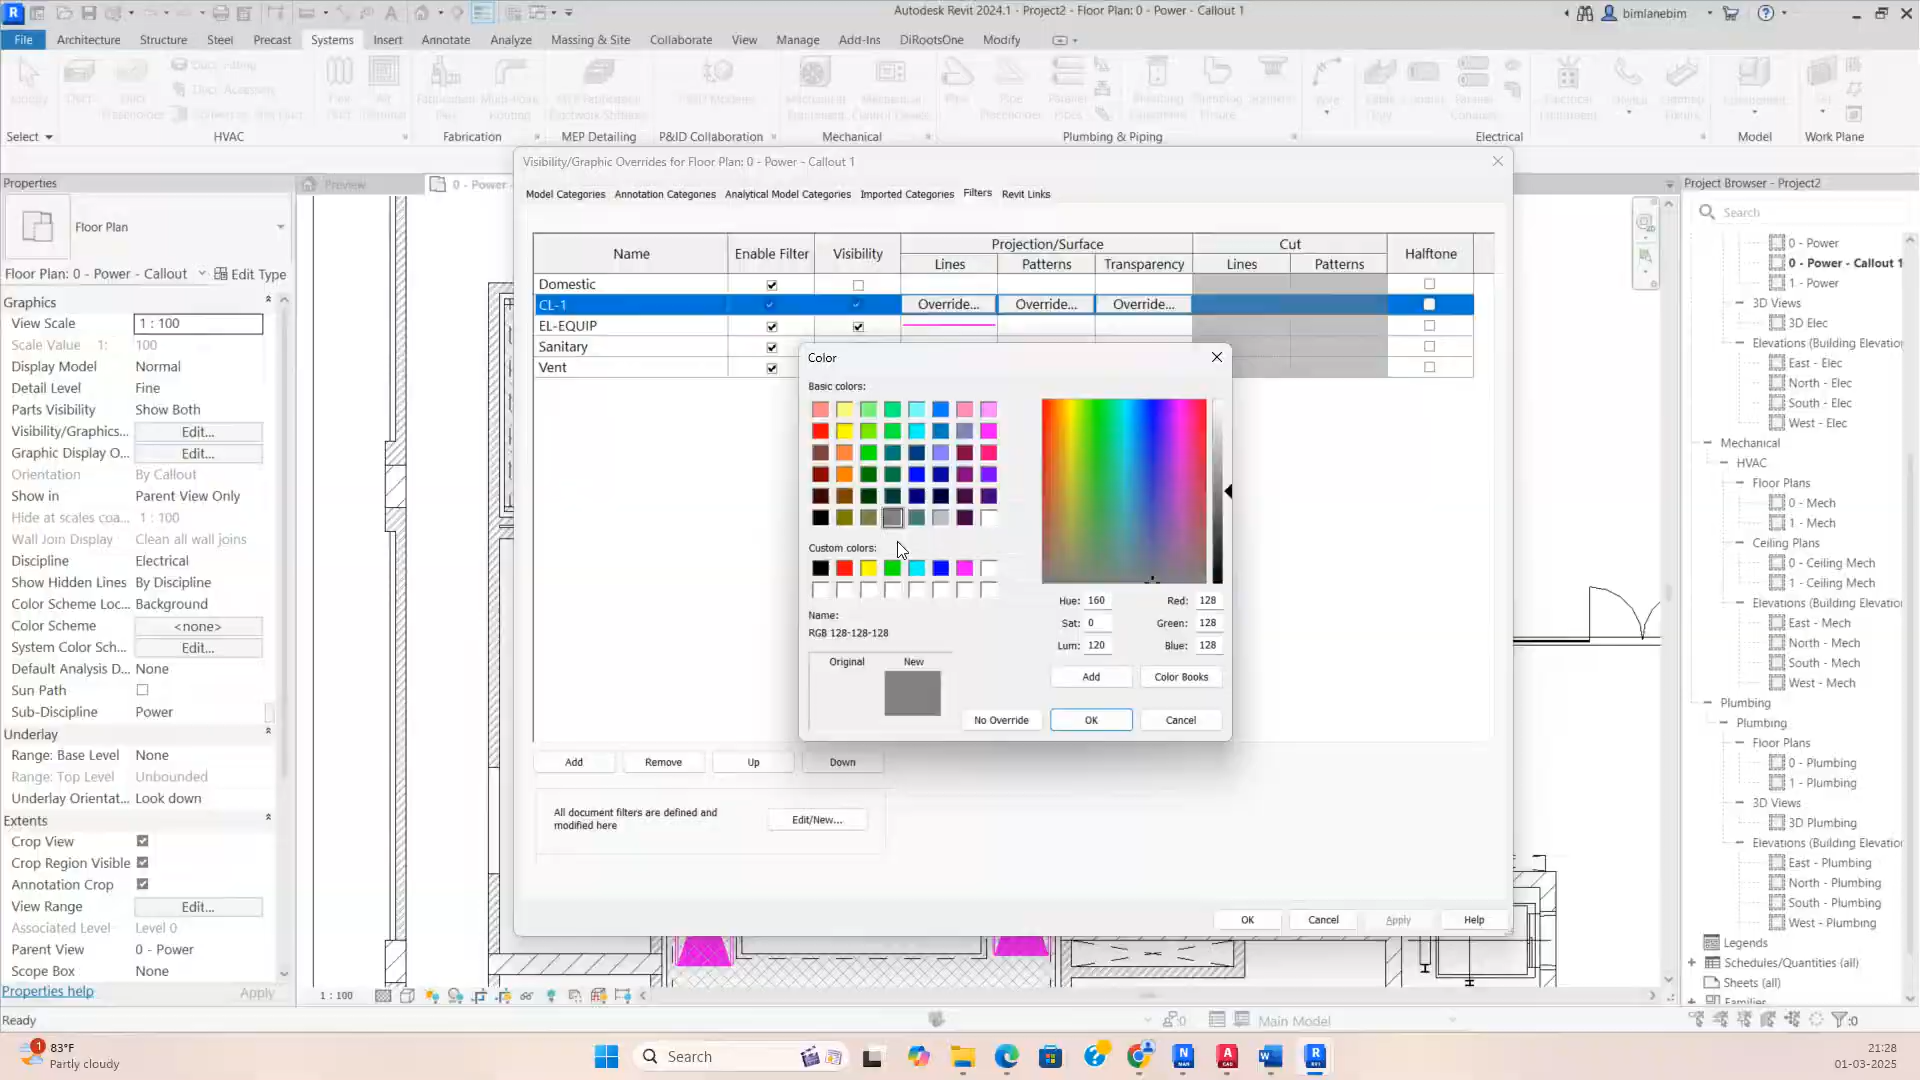 Autodesk Revit 2024.1 - Project2 - Floor Plan: 0 - Power - Callout 1
bimlanebim
File
Architecture
Structure
Steel
Precast
Systems
Insert
Annotate
Analyze
Massing & Site
Collaborate
View
Manage
Add-Ins
DiRootsOne
Modify
Select
HVAC
Fabrication
MEP Detailing
P&ID Collaboration
Mechanical
Plumbing & Piping
Electrical
Model
Work Plane
Properties
Floor Plan
Floor Plan: 0 - Power - Callout
Edit Type
Graphics
View Scale 1 : 100
Scale Value 1: 100
Display Model Normal
Detail Level Fine
Parts Visibility Show Both
Visibility/Graphics... Edit...
Graphic Display O... Edit...
Orientation By Callout
Show in Parent View Only
Hide at scales coa... 1 : 100
Wall Join Display Clean all wall joins
Discipline Electrical
Show Hidden Lines By Discipline
Color Scheme Loc... Background
Color Scheme <none>
System Color Sch... Edit...
Default Analysis D... None
Sun Path
Sub-Discipline Power
Underlay
Range: Base Level None
Range: Top Level Unbounded
Underlay Orientat... Look down
Extents
Crop View
Crop Region Visible
Annotation Crop
View Range Edit...
Associated Level Level 0
Parent View 0 - Power
Scope Box None
Properties help
Apply
Preview
0 - Power -
Visibility/Graphic Overrides for Floor Plan: 0 - Power - Callout 1
Model Categories Annotation Categories Analytical Model Categories Imported Categories Filters Revit Links
Name Enable Filter Visibility Projection/Surface Cut Halftone
Lines Patterns Transparency Lines Patterns
Domestic
CL-1 Override... Override... Override...
EL-EQUIP
Sanitary
Vent
Color
Basic colors:
Custom colors:
Name:
RGB 128-128-128
Original New
Hue: 160 Red: 128
Sat: 0 Green: 128
Lum: 120 Blue: 128
Add Color Books
No Override OK Cancel
Add Remove Up Down
All document filters are defined and
modified here
Edit/New...
OK Cancel Apply Help
Project Browser - Project2
Search
0 - Power
0 - Power - Callout 1
1 - Power
3D Views
3D Elec
Elevations (Building Elevation
East - Elec
North - Elec
South - Elec
West - Elec
Mechanical
HVAC
Floor Plans
0 - Mech
1 - Mech
Ceiling Plans
0 - Ceiling Mech
1 - Ceiling Mech
Elevations (Building Elevation
East - Mech
North - Mech
South - Mech
West - Mech
Plumbing
Plumbing
Floor Plans
0 - Plumbing
1 - Plumbing
3D Views
3D Plumbing
Elevations (Building Elevation
East - Plumbing
North - Plumbing
South - Plumbing
West - Plumbing
Legends
Schedules/Quantities (all)
Sheets (all)
Families
1 : 100
Ready
:0
Main Model
:0
1
83°F
Partly cloudy
Search
21:28
01-03-2025